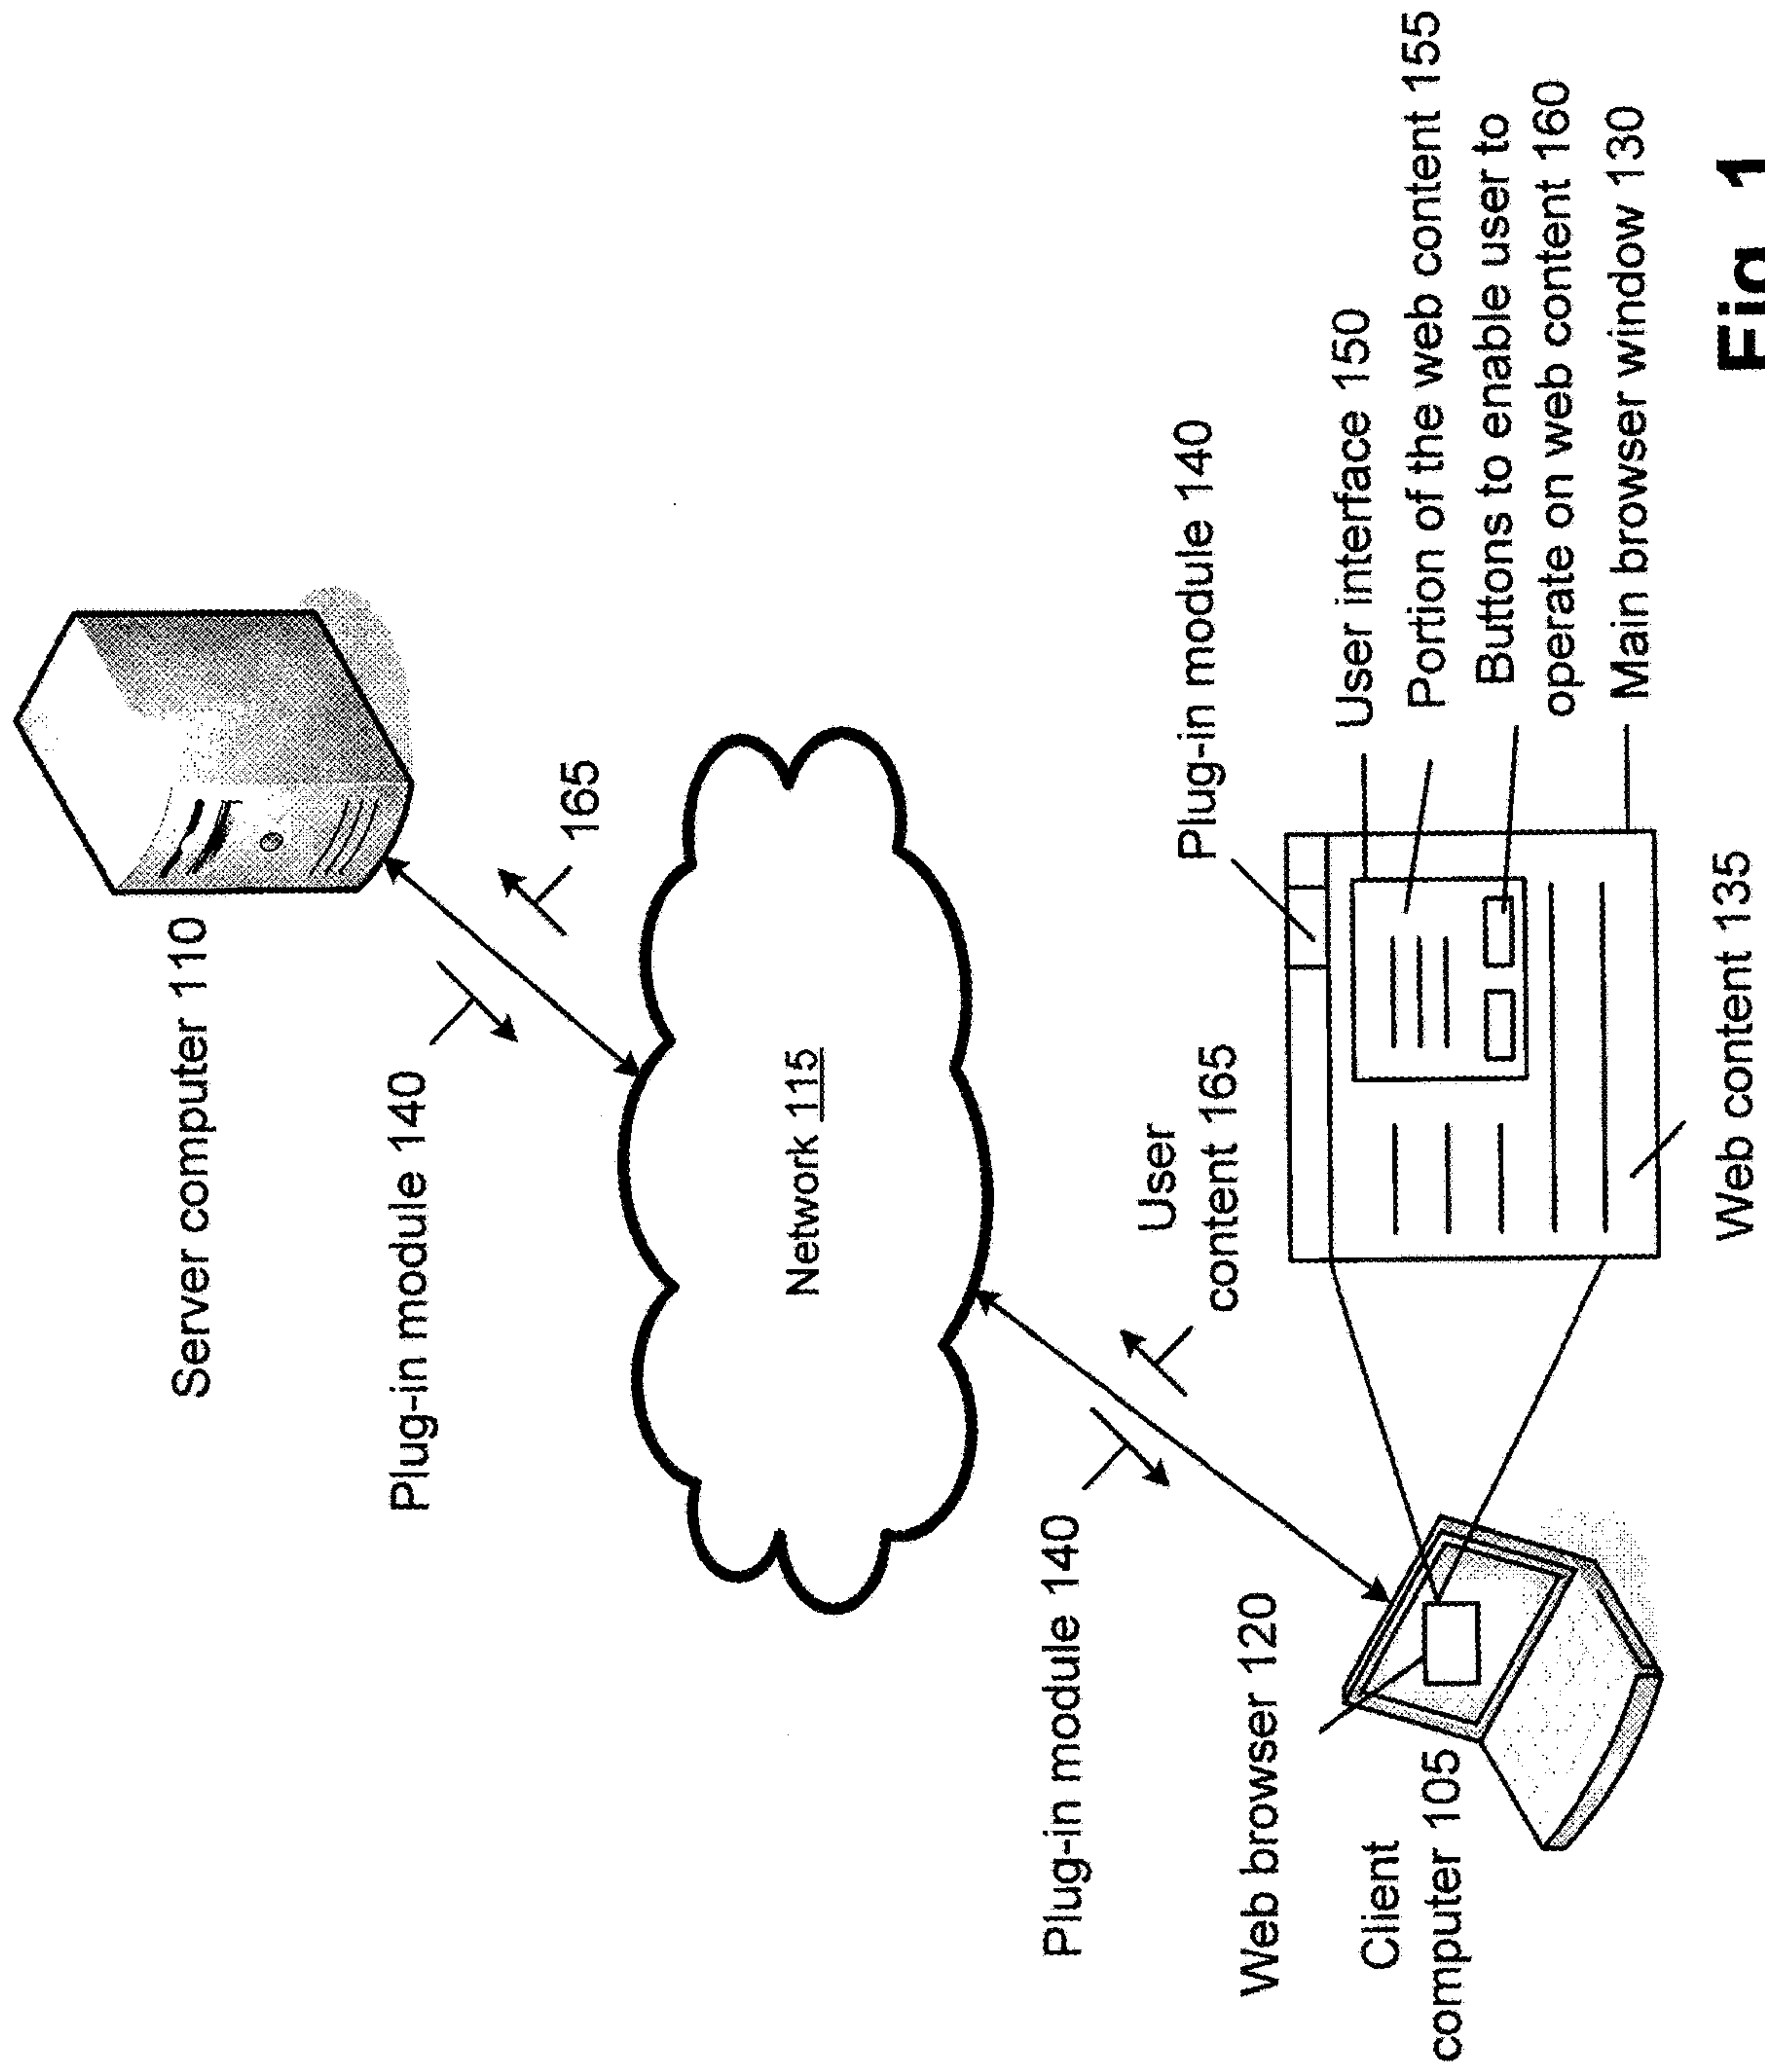 Server computer 110
Plug-in module 140
165
Network 115
Plug-in module 140
User
content 165
Web browser 120
Client
computer 105
Plug-in module 140
User interface 150
Portion of the web content 155
Buttons to enable user to
operate on web content 160
Main browser window 130
Web content 135
Fig. 1